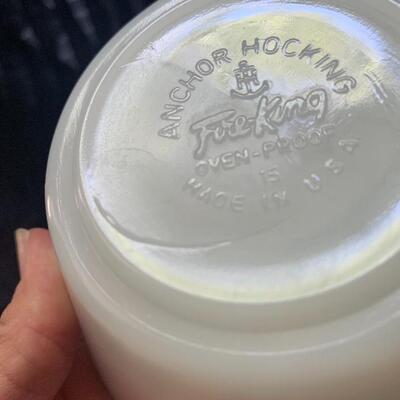 ANCHOR HOCKING
Fire-King
OVEN-PROOF
15
MADE IN U S A